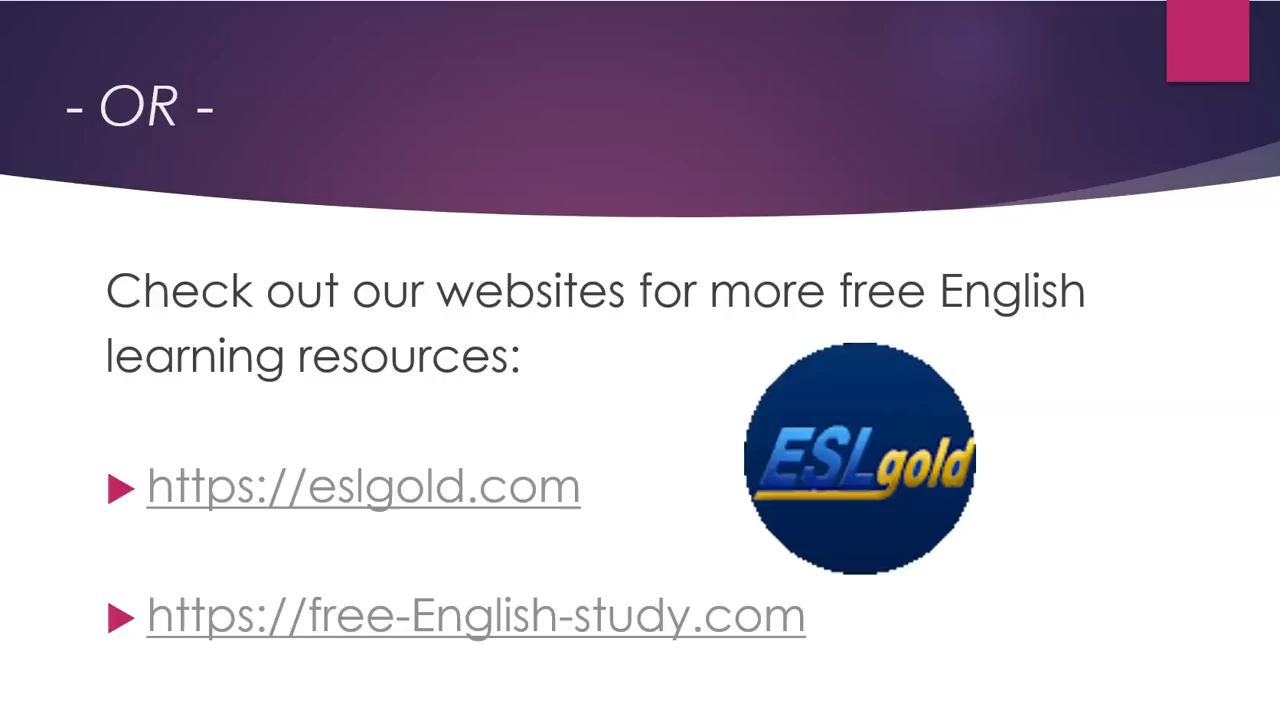 - OR -
Check out our websites for more free English
learning resources:
ESLgold
https://eslgold.com
https://free-English-study.com